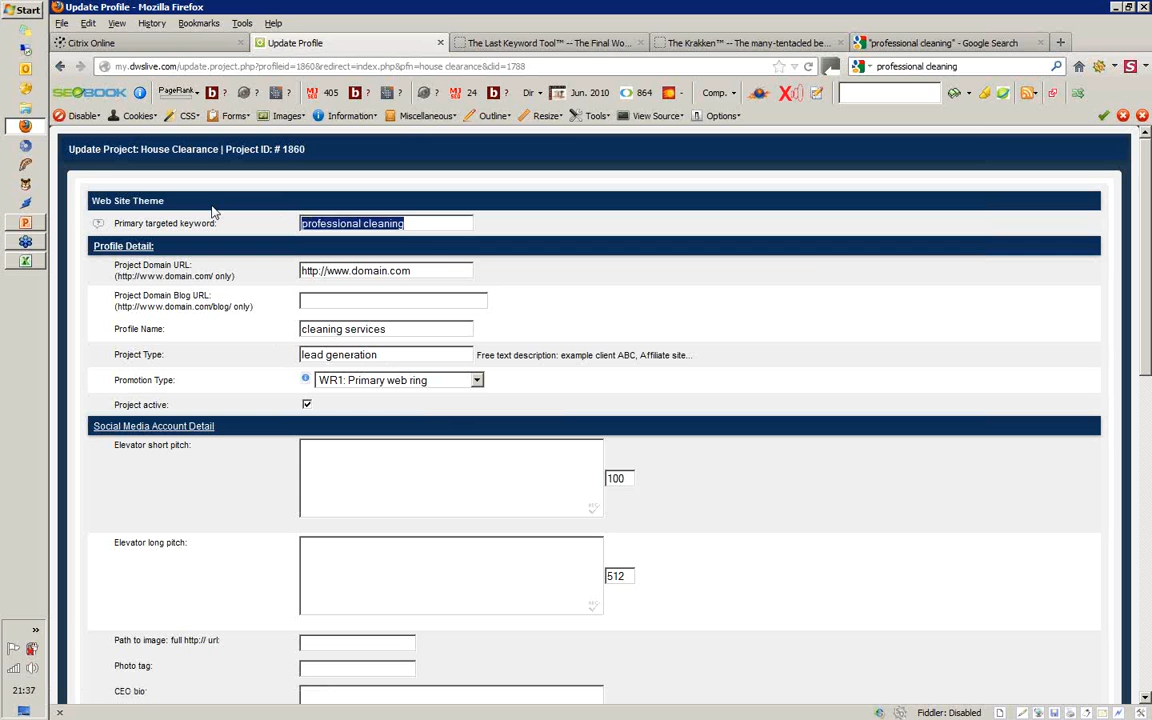 Start
Update Profile - Mozilla Firefox
File Edit View History Bookmarks Tools Help
Citrix Online
Update Profile
The Last Keyword Tool™ -- The Final Wo...
The Krakken™ -- The many-tentacled be...
"professional cleaning" - Google Search
my.dwslive.com/update.project.php?profileid=1860&redirect=index.php&pfn=house clearance&clid=1788
professional cleaning
SEOBOOK PageRank b ? ? ? MJ 405 b ? ? ? MJ 24 b ? Dir Jun. 2010 864 Comp.
Disable Cookies CSS Forms Images Information Miscellaneous Outline Resize Tools View Source Options
Update Project: House Clearance | Project ID: # 1860
Web Site Theme
Primary targeted keyword: professional cleaning
Profile Detail:
Project Domain URL:
(http://www.domain.com/ only)
http://www.domain.com
Project Domain Blog URL:
(http://www.domain.com/blog/ only)
Profile Name: cleaning services
Project Type: lead generation Free text description: example client ABC, Affiliate site...
Promotion Type: WR1: Primary web ring
Project active:
Social Media Account Detail
Elevator short pitch:
100
Elevator long pitch:
512
Path to image: full http:// url:
Photo tag:
CEO bio:
21:37
Fiddler: Disabled